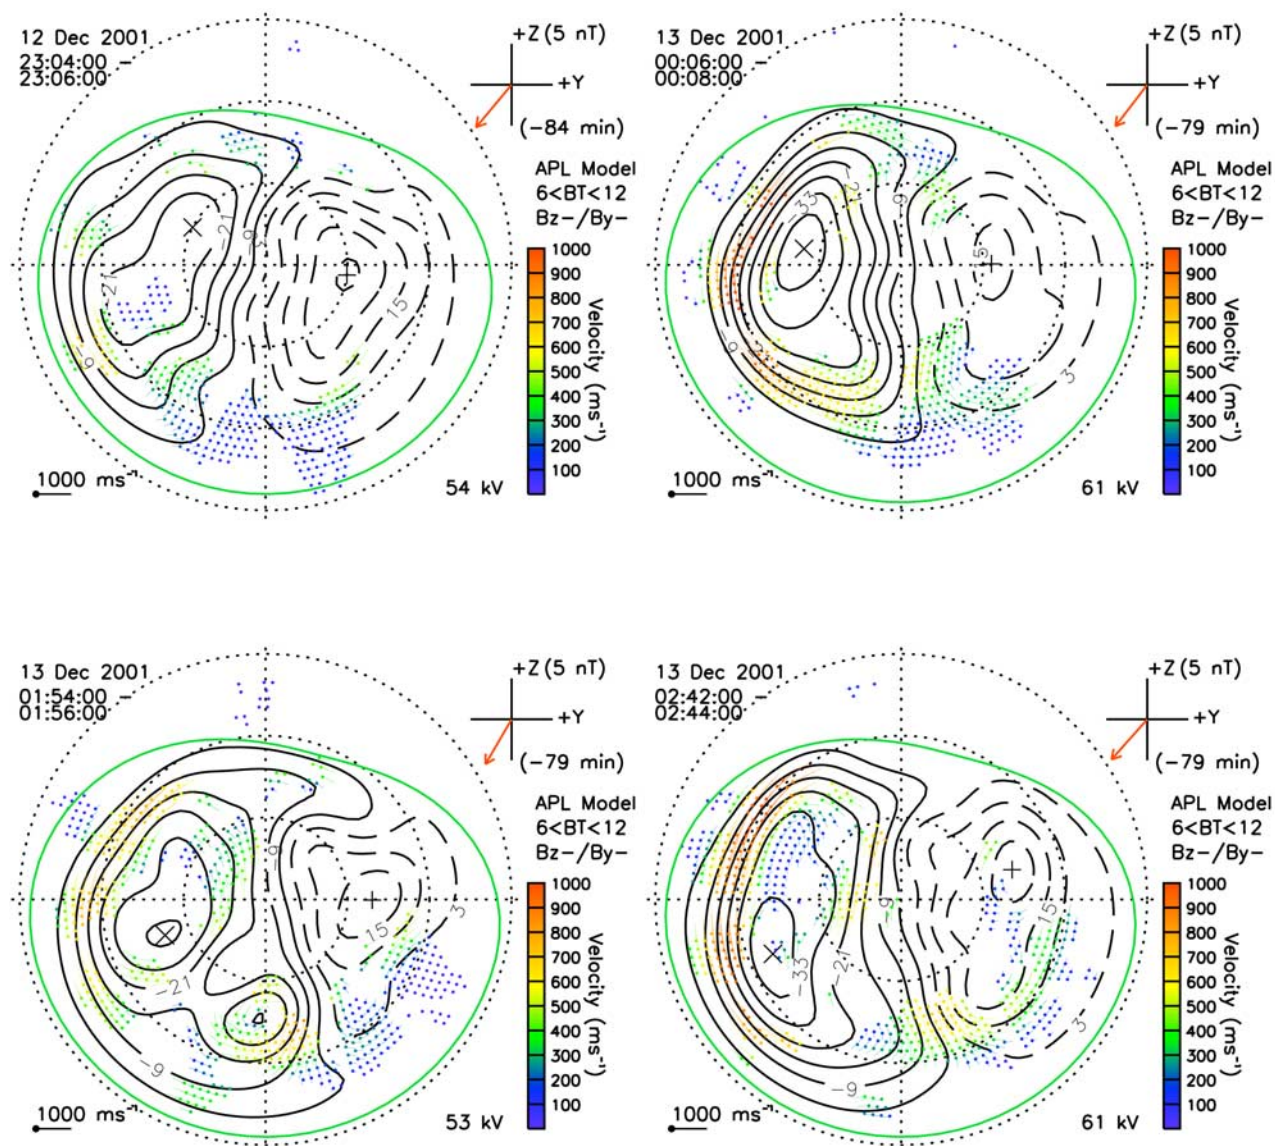 12 Dec 2001
23:04:00 -
23:06:00
+Z (5 nT)
+Y
(-84 min)
APL Model
6<BT<12
Bz-/By-
1000
900
800
700
600
500
400
300
200
100
Velocity (ms⁻¹)
-21
-9
-21
-6
15
1000 ms⁻¹
54 kV
13 Dec 2001
00:06:00 -
00:08:00
+Z (5 nT)
+Y
(-79 min)
APL Model
6<BT<12
Bz-/By-
1000
900
800
700
600
500
400
300
200
100
Velocity (ms⁻¹)
-33
-21
-9
-6
3
1000 ms⁻¹
61 kV
13 Dec 2001
01:54:00 -
01:56:00
+Z (5 nT)
+Y
(-79 min)
APL Model
6<BT<12
Bz-/By-
1000
900
800
700
600
500
400
300
200
100
Velocity (ms⁻¹)
-9
3
15
-21
-9
1000 ms⁻¹
53 kV
13 Dec 2001
02:42:00 -
02:44:00
+Z (5 nT)
+Y
(-79 min)
APL Model
6<BT<12
Bz-/By-
1000
900
800
700
600
500
400
300
200
100
Velocity (ms⁻¹)
-9
15
-33
-21
3
-9
1000 ms⁻¹
61 kV